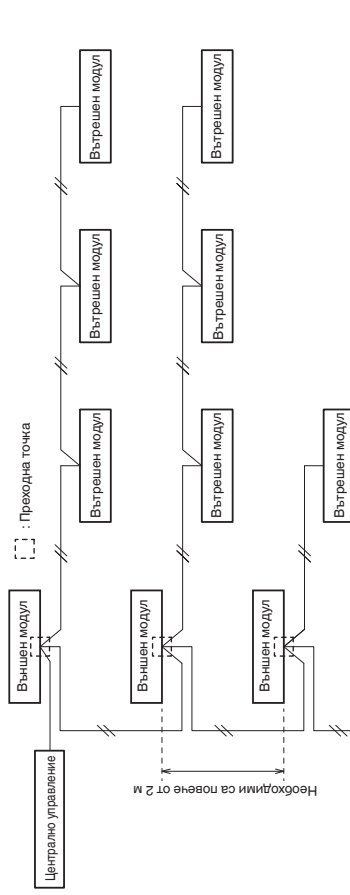 Централно управление
Външен модул
: Преходна точка
Вътрешен модул
Вътрешен модул
Вътрешен модул
Външен модул
Вътрешен модул
Вътрешен модул
Вътрешен модул
Необходими са повече от 2 м
Външен модул
Вътрешен модул